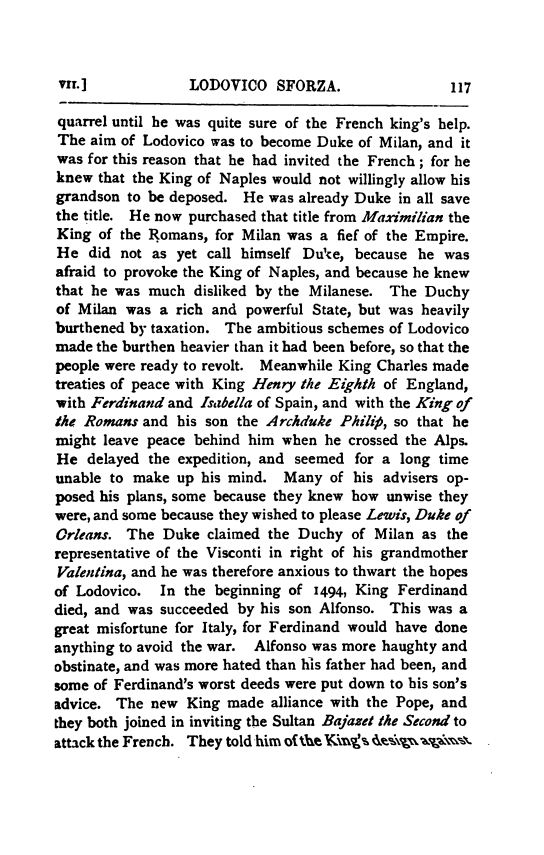 VII.] LODOVICO SFORZA. 117
quarrel until he was quite sure of the French king's help.
The aim of Lodovico was to become Duke of Milan, and it
was for this reason that he had invited the French; for he
knew that the King of Naples would not willingly allow his
grandson to be deposed. He was already Duke in all save
the title. He now purchased that title from Maximilian the
King of the Romans, for Milan was a fief of the Empire.
He did not as yet call himself Duke, because he was
afraid to provoke the King of Naples, and because he knew
that he was much disliked by the Milanese. The Duchy
of Milan was a rich and powerful State, but was heavily
burthened by taxation. The ambitious schemes of Lodovico
made the burthen heavier than it had been before, so that the
people were ready to revolt. Meanwhile King Charles made
treaties of peace with King Henry the Eighth of England,
with Ferdinand and Isabella of Spain, and with the King of
the Romans and his son the Archduke Philip, so that he
might leave peace behind him when he crossed the Alps.
He delayed the expedition, and seemed for a long time
unable to make up his mind. Many of his advisers op-
posed his plans, some because they knew how unwise they
were, and some because they wished to please Lewis, Duke of
Orleans. The Duke claimed the Duchy of Milan as the
representative of the Visconti in right of his grandmother
Valentina, and he was therefore anxious to thwart the hopes
of Lodovico. In the beginning of 1494, King Ferdinand
died, and was succeeded by his son Alfonso. This was a
great misfortune for Italy, for Ferdinand would have done
anything to avoid the war. Alfonso was more haughty and
obstinate, and was more hated than his father had been, and
some of Ferdinand's worst deeds were put down to his son's
advice. The new King made alliance with the Pope, and
they both joined in inviting the Sultan Bajazet the Second to
attack the French. They told him of the King's design against